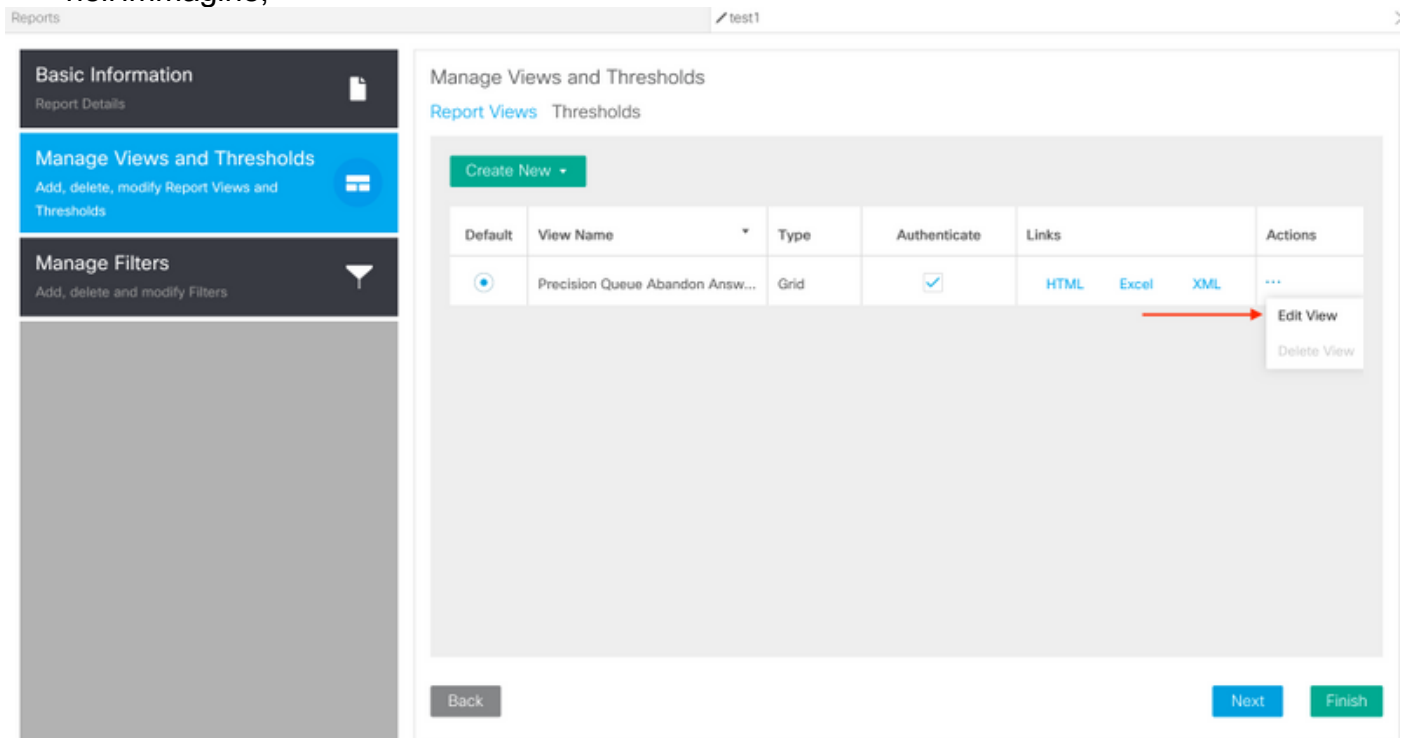 nell'immagine,
Reports
test1
Basic Information
Report Details
Manage Views and Thresholds
Add, delete, modify Report Views and
Thresholds
Manage Filters
Add, delete and modify Filters
Manage Views and Thresholds
Report Views Thresholds
Create New
Default View Name Type Authenticate Links Actions
Precision Queue Abandon Answ... Grid HTML Excel XML ...
Edit View
Delete View
Back Next Finish